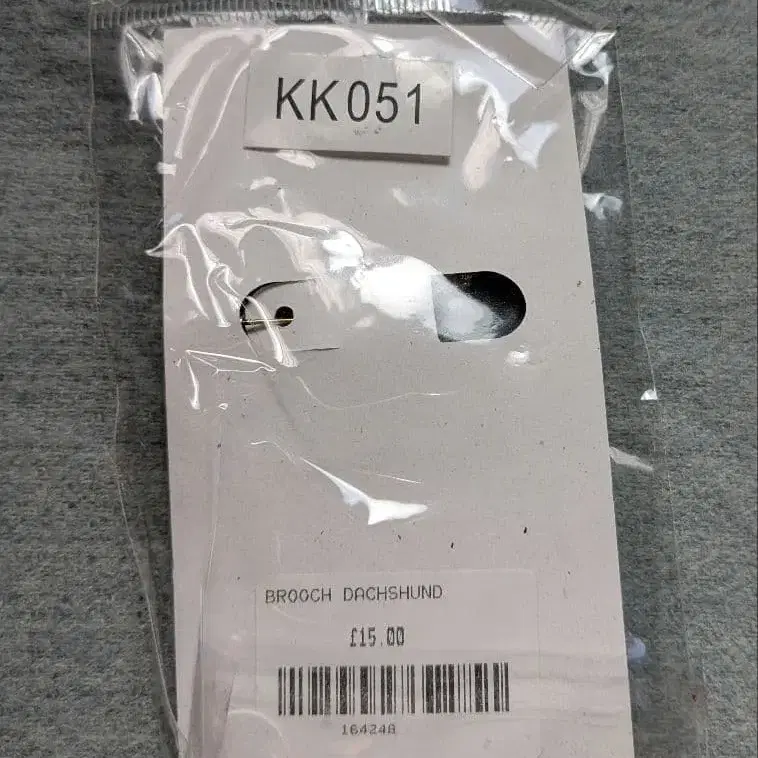 KK051
BROOCH DACHSHUND
£15.00
164248